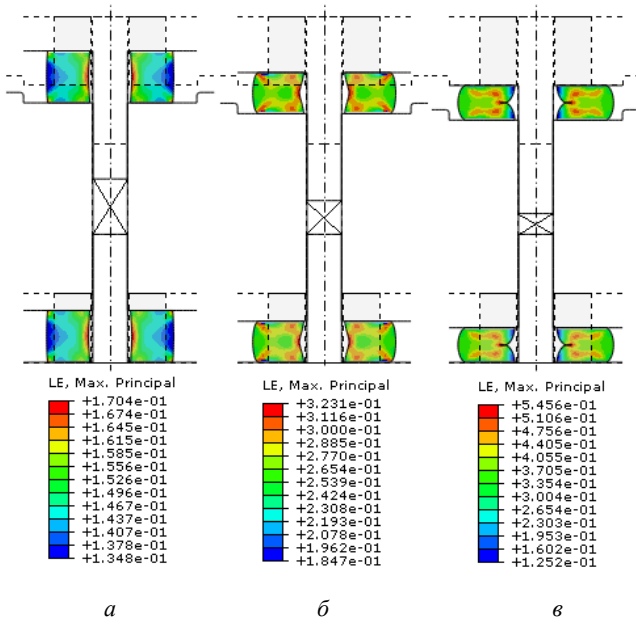 LE, Max. Principal
+1.704e-01
+1.674e-01
+1.645e-01
+1.615e-01
+1.585e-01
+1.556e-01
+1.526e-01
+1.496e-01
+1.467e-01
+1.437e-01
+1.407e-01
+1.378e-01
+1.348e-01
LE, Max. Principal
+3.231e-01
+3.116e-01
+3.000e-01
+2.885e-01
+2.770e-01
+2.654e-01
+2.539e-01
+2.424e-01
+2.308e-01
+2.193e-01
+2.078e-01
+1.962e-01
+1.847e-01
LE, Max. Principal
+5.456e-01
+5.106e-01
+4.756e-01
+4.405e-01
+4.055e-01
+3.705e-01
+3.354e-01
+3.004e-01
+2.654e-01
+2.303e-01
+1.953e-01
+1.602e-01
+1.252e-01
а б в